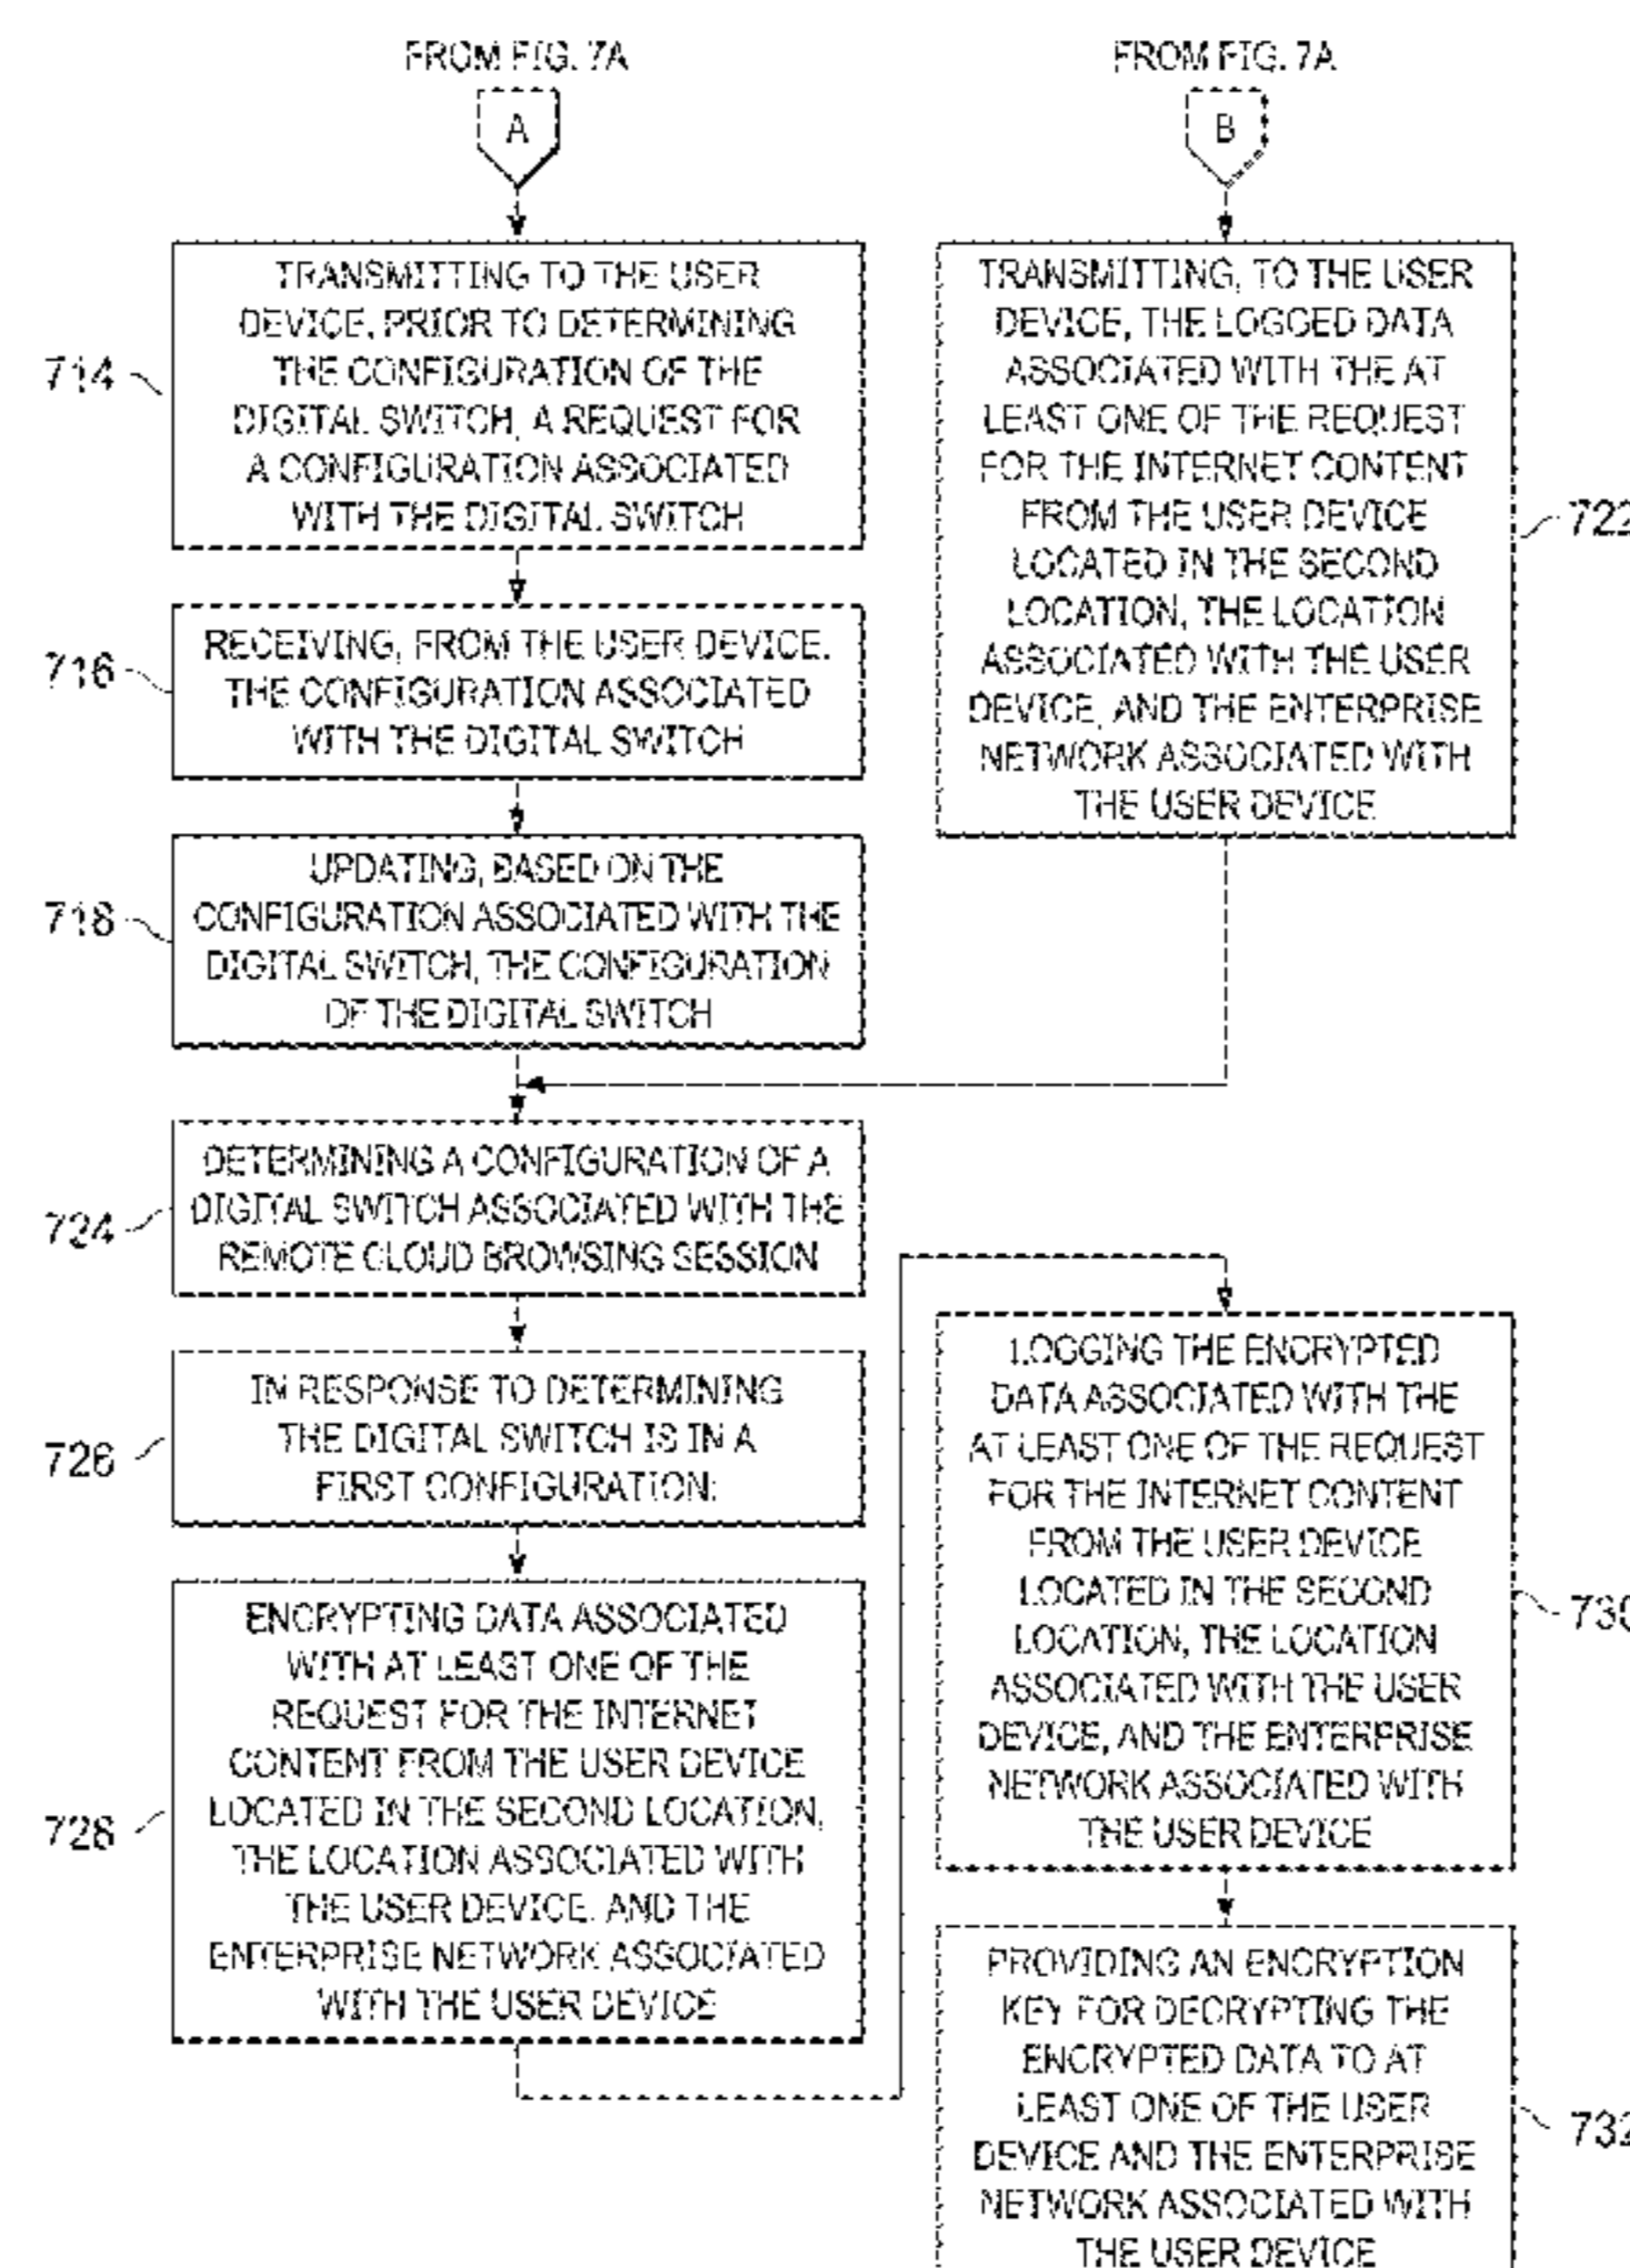 FROM FIG. 7A
A
714
TRANSMITTING TO THE USER
DEVICE, PRIOR TO DETERMINING
THE CONFIGURATION OF THE
DIGITAL SWITCH, A REQUEST FOR
A CONFIGURATION ASSOCIATED
WITH THE DIGITAL SWITCH
716
RECEIVING, FROM THE USER DEVICE,
THE CONFIGURATION ASSOCIATED
WITH THE DIGITAL SWITCH
718
UPDATING, BASED ON THE
CONFIGURATION ASSOCIATED WITH THE
DIGITAL SWITCH, THE CONFIGURATION
OF THE DIGITAL SWITCH
FROM FIG. 7A
B
TRANSMITTING, TO THE USER
DEVICE, THE LOGGED DATA
ASSOCIATED WITH THE AT
LEAST ONE OF THE REQUEST
FOR THE INTERNET CONTENT
FROM THE USER DEVICE
LOCATED IN THE SECOND
LOCATION, THE LOCATION
ASSOCIATED WITH THE USER
DEVICE, AND THE ENTERPRISE
NETWORK ASSOCIATED WITH
THE USER DEVICE
722
724
DETERMINING A CONFIGURATION OF A
DIGITAL SWITCH ASSOCIATED WITH THE
REMOTE CLOUD BROWSING SESSION
726
IN RESPONSE TO DETERMINING
THE DIGITAL SWITCH IS IN A
FIRST CONFIGURATION:
728
ENCRYPTING DATA ASSOCIATED
WITH AT LEAST ONE OF THE
REQUEST FOR THE INTERNET
CONTENT FROM THE USER DEVICE
LOCATED IN THE SECOND LOCATION,
THE LOCATION ASSOCIATED WITH
THE USER DEVICE, AND THE
ENTERPRISE NETWORK ASSOCIATED
WITH THE USER DEVICE
LOGGING THE ENCRYPTED
DATA ASSOCIATED WITH THE
AT LEAST ONE OF THE REQUEST
FOR THE INTERNET CONTENT
FROM THE USER DEVICE
LOCATED IN THE SECOND
LOCATION, THE LOCATION
ASSOCIATED WITH THE USER
DEVICE, AND THE ENTERPRISE
NETWORK ASSOCIATED WITH
THE USER DEVICE
730
PROVIDING AN ENCRYPTION
KEY FOR DECRYPTING THE
ENCRYPTED DATA TO AT
LEAST ONE OF THE USER
DEVICE AND THE ENTERPRISE
NETWORK ASSOCIATED WITH
THE USER DEVICE
732